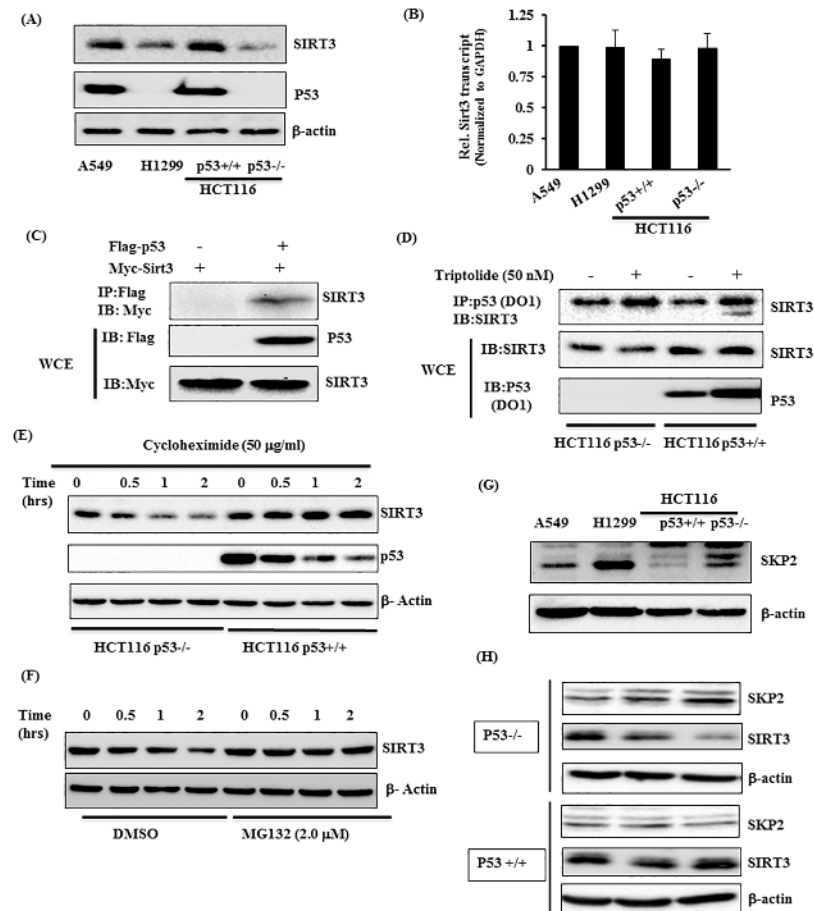 (A)
SIRT3
P53
β-actin
A549 H1299 p53+/+ p53-/-
HCT116
(B)
Rel. Sirt3 transcript
(Normalized to GAPDH)
1.25
1
0.75
0.5
0.25
0
A549
H1299
p53+/+
p53-/-
HCT116
(C)
Flag-p53 - +
Myc-Sirt3 + +
IP:Flag
IB: Myc
SIRT3
WCE
IB: Flag
P53
IB:Myc
SIRT3
(D)
Triptolide (50 nM) - + - +
IP:p53 (DO1)
IB:SIRT3
SIRT3
WCE
IB:SIRT3
SIRT3
IB:P53
(DO1)
P53
HCT116 p53-/- HCT116 p53+/+
(E)
Cycloheximide (50 µg/ml)
Time
(hrs)
0 0.5 1 2 0 0.5 1 2
SIRT3
p53
β- Actin
HCT116 p53-/- HCT116 p53+/+
(F)
Time
(hrs)
0 0.5 1 2 0 0.5 1 2
SIRT3
β- Actin
DMSO MG132 (2.0 µM)
(G)
HCT116
A549 H1299 p53+/+ p53-/-
SKP2
β-actin
(H)
P53-/-
SKP2
SIRT3
β-actin
P53 +/+
SKP2
SIRT3
β-actin